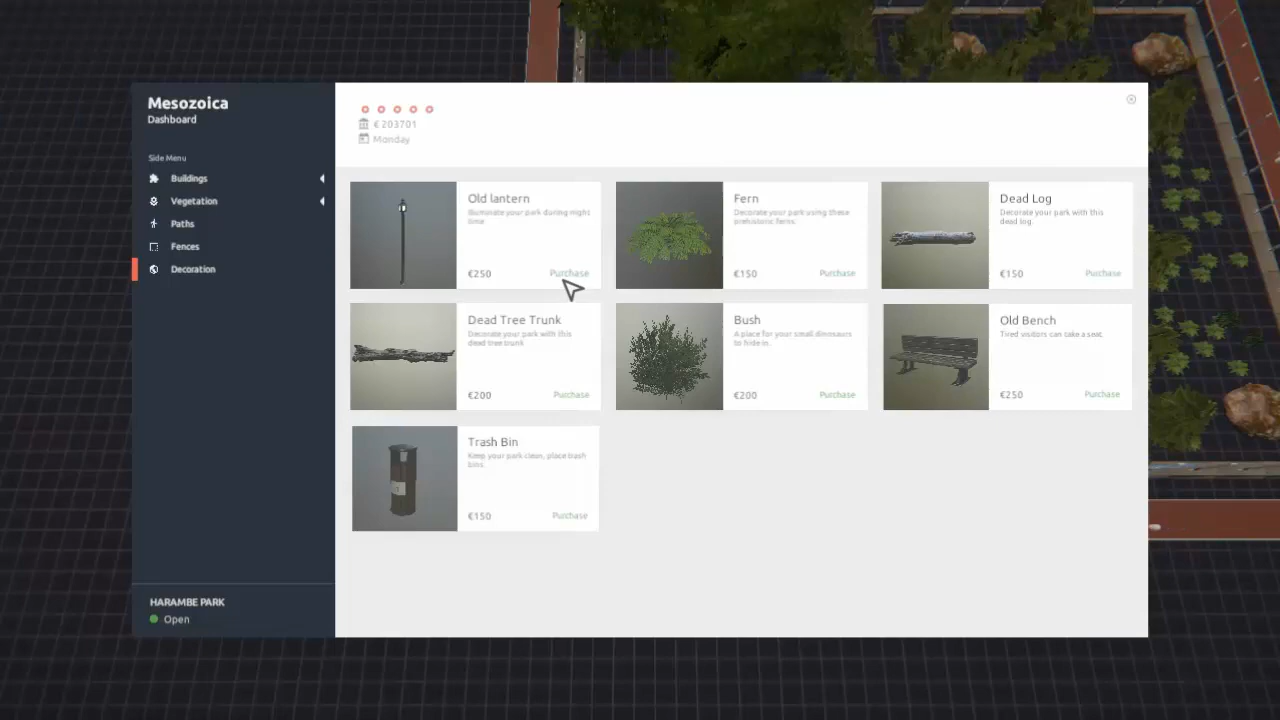 Mesozoica
Dashboard
Side Menu
Buildings
Vegetation
Paths
Fences
Decoration
HARAMBE PARK
Open
€ 203701
Monday
Old lantern
Illuminate your park during might
time
€250
Purchase
Fern
Decorate your park using these
prehistoric ferns.
€150
Purchase
Dead Log
Decorate your park with this
dead log.
€150
Purchase
Dead Tree Trunk
Decorate your park with this
dead tree trunk
€200
Purchase
Bush
A place for your small dinosaurs
to hide in.
€200
Purchase
Old Bench
Tired visitors can take a seat.
€250
Purchase
Trash Bin
Keep your park clean, place trash
bins.
€150
Purchase